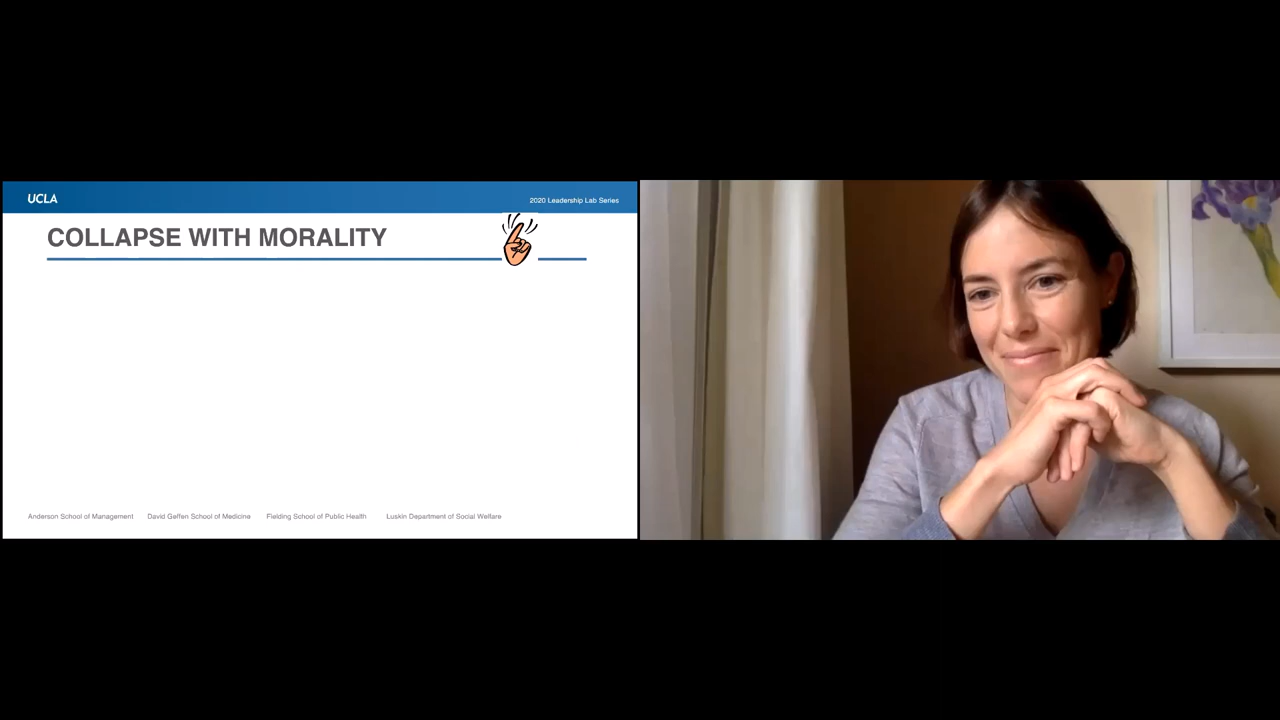 UCLA
2020 Leadership Lab Series
COLLAPSE WITH MORALITY
Anderson School of Management David Geffen School of Medicine Fielding School of Public Health Luskin Department of Social Welfare